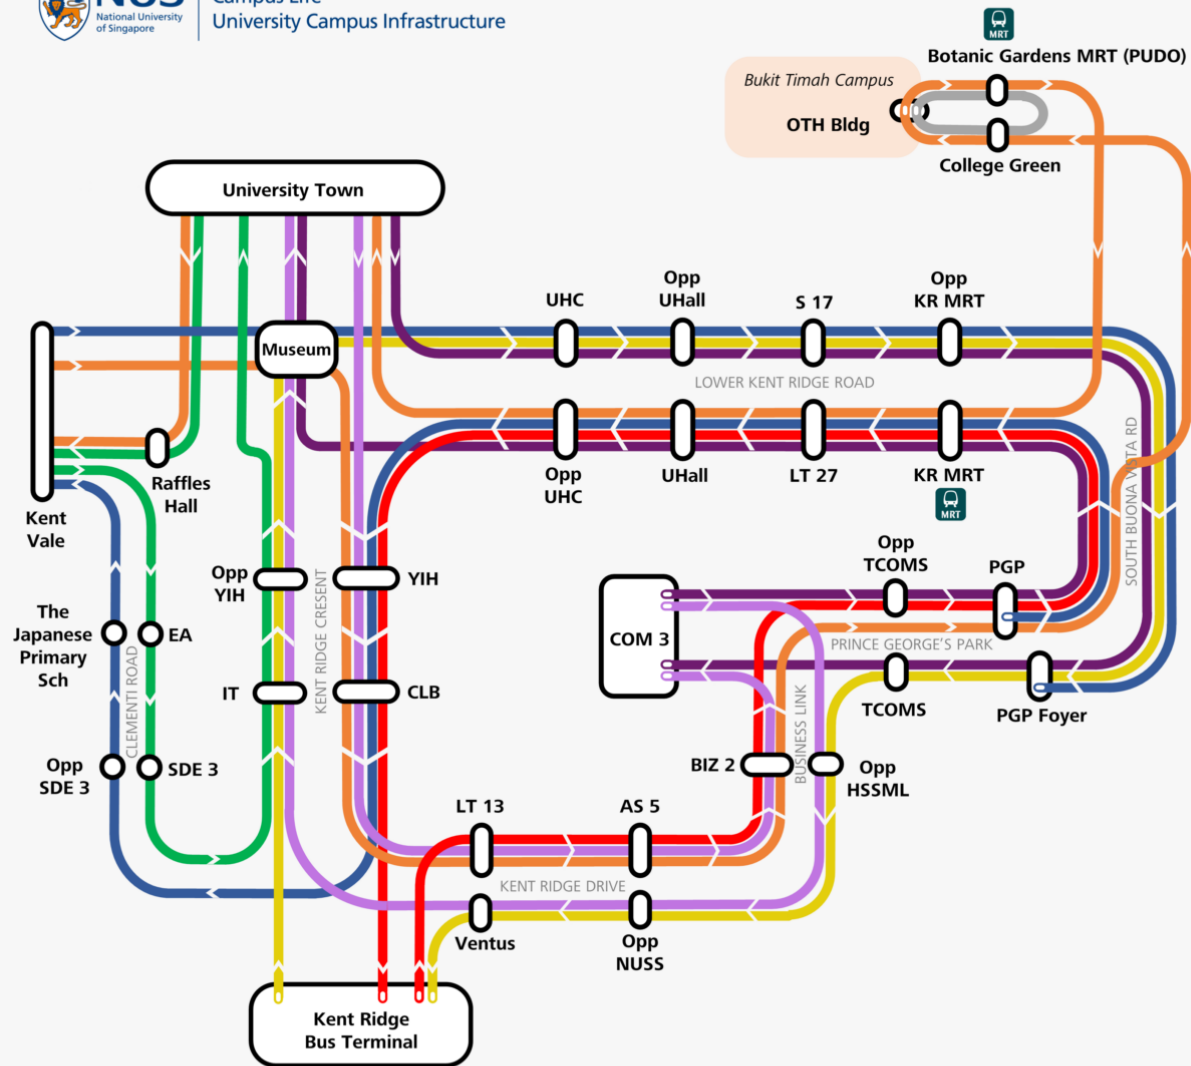 NUS
National University
of Singapore
Campus Life
University Campus Infrastructure
MRT
Botanic Gardens MRT (PUDO)
Bukit Timah Campus
OTH Bldg
College Green
University Town
UHC
Opp
UHall
S 17
Opp
KR MRT
Museum
LOWER KENT RIDGE ROAD
Opp
UHC
UHall
LT 27
KR MRT
MRT
Raffles
Hall
Kent
Vale
SOUTH BUONA VISTA RD
Opp
TCOMS
PGP
Opp
YIH
YIH
KENT RIDGE CRESENT
The
Japanese
Primary
Sch
EA
CLEMENTI ROAD
COM 3
PRINCE GEORGE'S PARK
IT
CLB
TCOMS
PGP Foyer
BUSINESS LINK
Opp
SDE 3
SDE 3
BIZ 2
Opp
HSSML
LT 13
AS 5
KENT RIDGE DRIVE
Ventus
Opp
NUSS
Kent Ridge
Bus Terminal